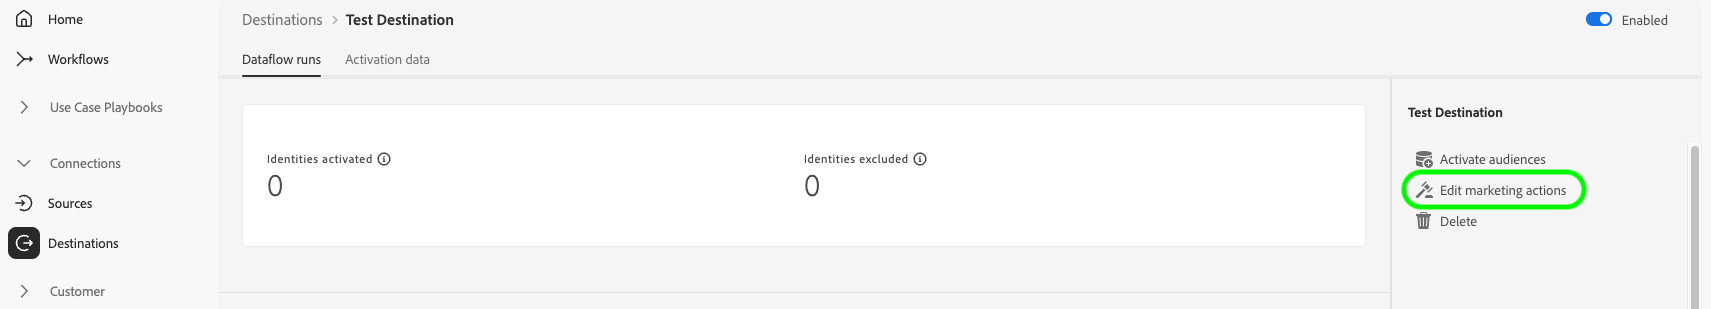 Home
Workflows
Use Case Playbooks
Connections
Sources
Destinations
Customer
Destinations > Test Destination
Enabled
Dataflow runs
Activation data
Identities activated
0
Identities excluded
0
Test Destination
Activate audiences
Edit marketing actions
Delete